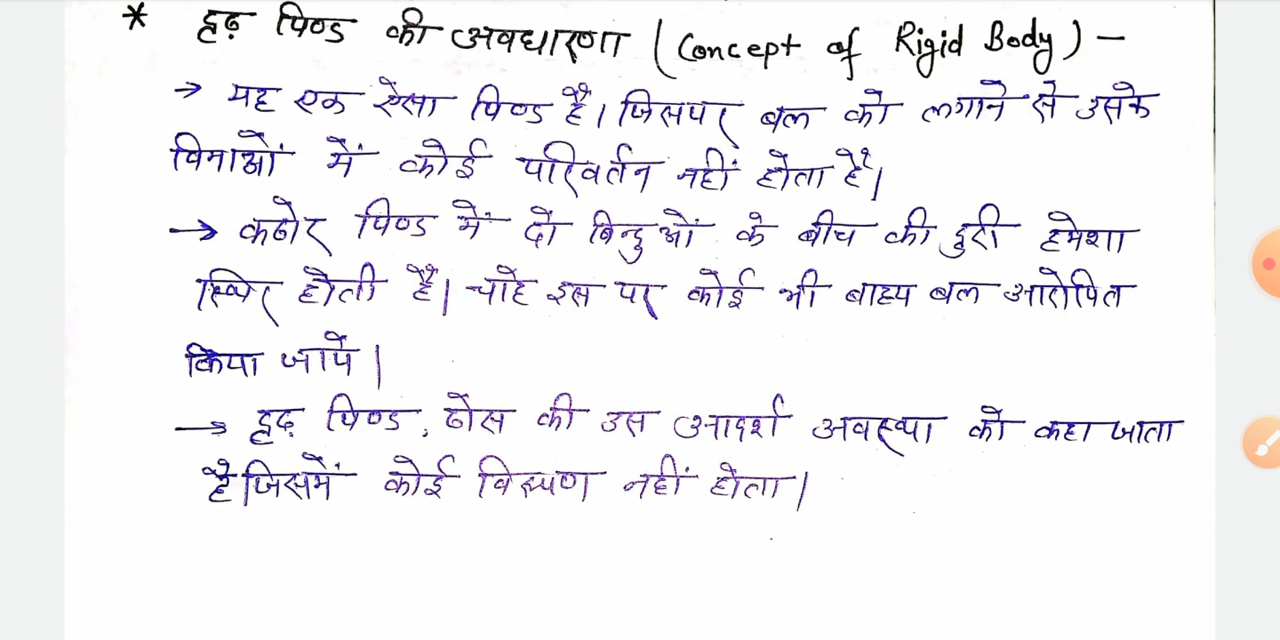 * दृढ़ पिण्ड की अवधारणा (Concept of Rigid Body) –
→ यह एक ऐसा पिण्ड है। जिसपर बल को लगाने से उसके
विमाओं में कोई परिवर्तन नहीं होता है।
→ कठोर पिण्ड में दो बिन्दुओं के बीच की दुरी हमेशा
स्थिर होती है। चाहे इस पर कोई भी बाह्य बल आरोपित
किया जाये।
→ दृढ़ पिण्ड, ठोस की उस आदर्श अवस्था को कहा जाता
है जिसमें कोई विरूपण नहीं होता।